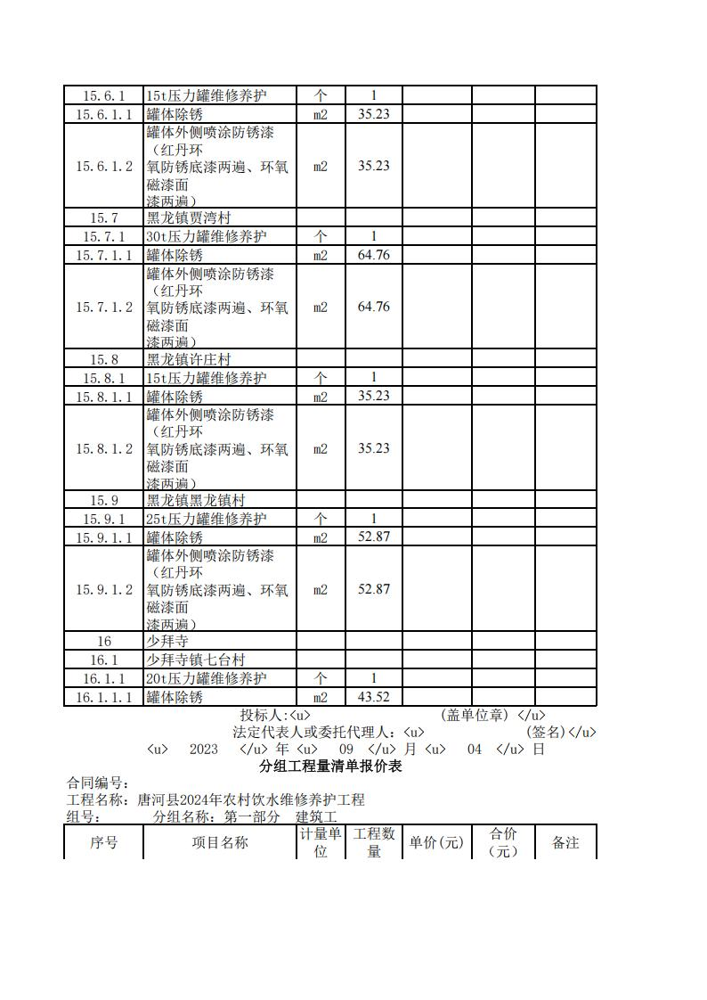 15.6.1 15t压力罐维修养护 个 1
15.6.1.1 罐体除锈 m2 35.23
罐体外侧喷涂防锈漆
（红丹环
15.6.1.2 氧防锈底漆两遍、环氧 m2 35.23
磁漆面
漆两遍）
15.7 黑龙镇贾湾村
15.7.1 30t压力罐维修养护 个 1
15.7.1.1 罐体除锈 m2 64.76
罐体外侧喷涂防锈漆
（红丹环
15.7.1.2 氧防锈底漆两遍、环氧 m2 64.76
磁漆面
漆两遍）
15.8 黑龙镇许庄村
15.8.1 15t压力罐维修养护 个 1
15.8.1.1 罐体除锈 m2 35.23
罐体外侧喷涂防锈漆
（红丹环
15.8.1.2 氧防锈底漆两遍、环氧 m2 35.23
磁漆面
漆两遍）
15.9 黑龙镇黑龙镇村
15.9.1 25t压力罐维修养护 个 1
15.9.1.1 罐体除锈 m2 52.87
罐体外侧喷涂防锈漆
（红丹环
15.9.1.2 氧防锈底漆两遍、环氧 m2 52.87
磁漆面
漆两遍）
16 少拜寺
16.1 少拜寺镇七台村
16.1.1 20t压力罐维修养护 个 1
16.1.1.1 罐体除锈 m2 43.52
投标人:<u> (盖单位章) </u>
法定代表人或委托代理人: <u> (签名)</u>
<u> 2023 </u> 年 <u> 09 </u> 月 <u> 04 </u> 日
分组工程量清单报价表
合同编号:
工程名称: 唐河县2024年农村饮水维修养护工程
组号: 分组名称: 第一部分 建筑工
序号 项目名称 计量单位 工程数量 单价(元) 合价（元） 备注